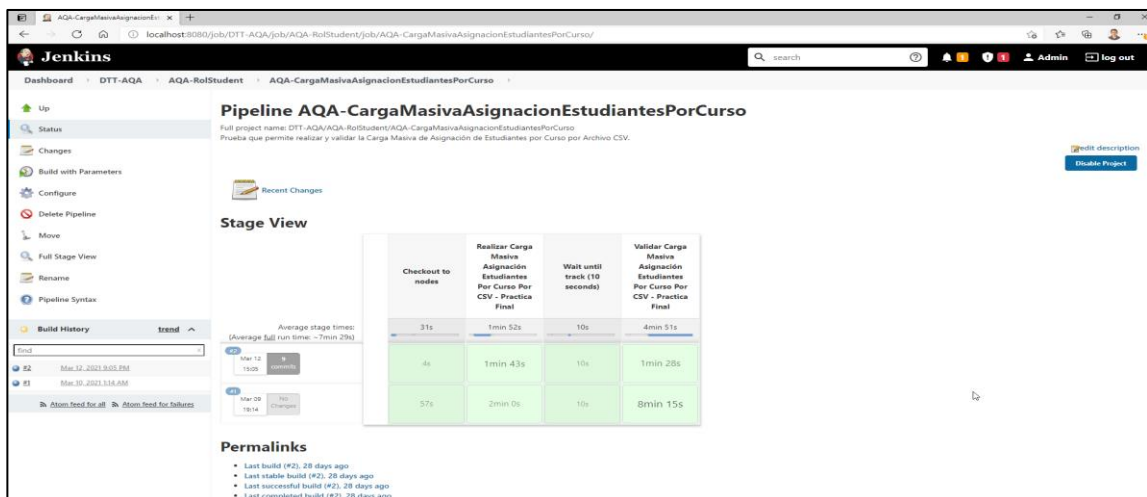 AQA-CargaMasivaAsignacionEst
localhost:8080/job/DTT-AQA/job/AQA-RolStudent/job/AQA-CargaMasivaAsignacionEstudiantesPorCurso/
Jenkins
search
1
1
Admin
log out
Dashboard
DTT-AQA
AQA-RolStudent
AQA-CargaMasivaAsignacionEstudiantesPorCurso
Up
Status
Changes
Build with Parameters
Configure
Delete Pipeline
Move
Full Stage View
Rename
Pipeline Syntax
Build History
trend
find
#2
Mar 12, 2021 9:05 PM
#1
Mar 10, 2021 1:14 AM
Atom feed for all
Atom feed for failures
Pipeline AQA-CargaMasivaAsignacionEstudiantesPorCurso
Full project name: DTT-AQA/AQA-RolStudent/AQA-CargaMasivaAsignacionEstudiantesPorCurso
Prueba que permite realizar y validar la Carga Masiva de Asignación de Estudiantes por Curso por Archivo CSV.
edit description
Disable Project
Recent Changes
Stage View
Checkout to
nodes
Realizar Carga
Masiva
Asignación
Estudiantes
Por Curso Por
CSV - Practica
Final
Wait until
track (10
seconds)
Validar Carga
Masiva
Asignación
Estudiantes
Por Curso Por
CSV - Practica
Final
Average stage times:
(Average full run time: ~7min 29s)
31s
1min 52s
10s
4min 51s
#2
Mar 12
15:05
9
commits
4s
1min 43s
10s
1min 28s
#1
Mar 09
19:14
No
Changes
57s
2min 0s
10s
8min 15s
Permalinks
Last build (#2), 28 days ago
Last stable build (#2), 28 days ago
Last successful build (#2), 28 days ago
Last completed build (#2), 28 days ago